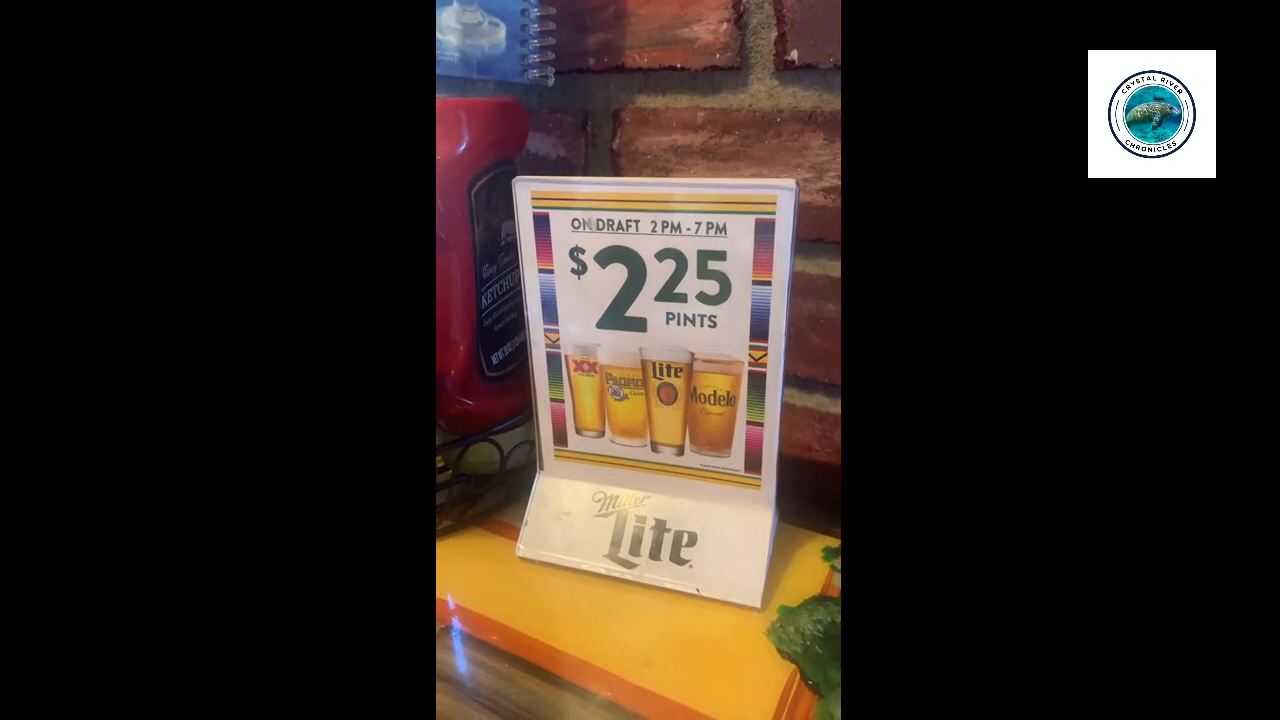 CRYSTAL RIVER
CHRONICLES
ON DRAFT 2 PM - 7 PM
$2 25
PINTS
XX
Pacifico
Lite
Modelo
Especial
KETCHUP
Miller
Lite